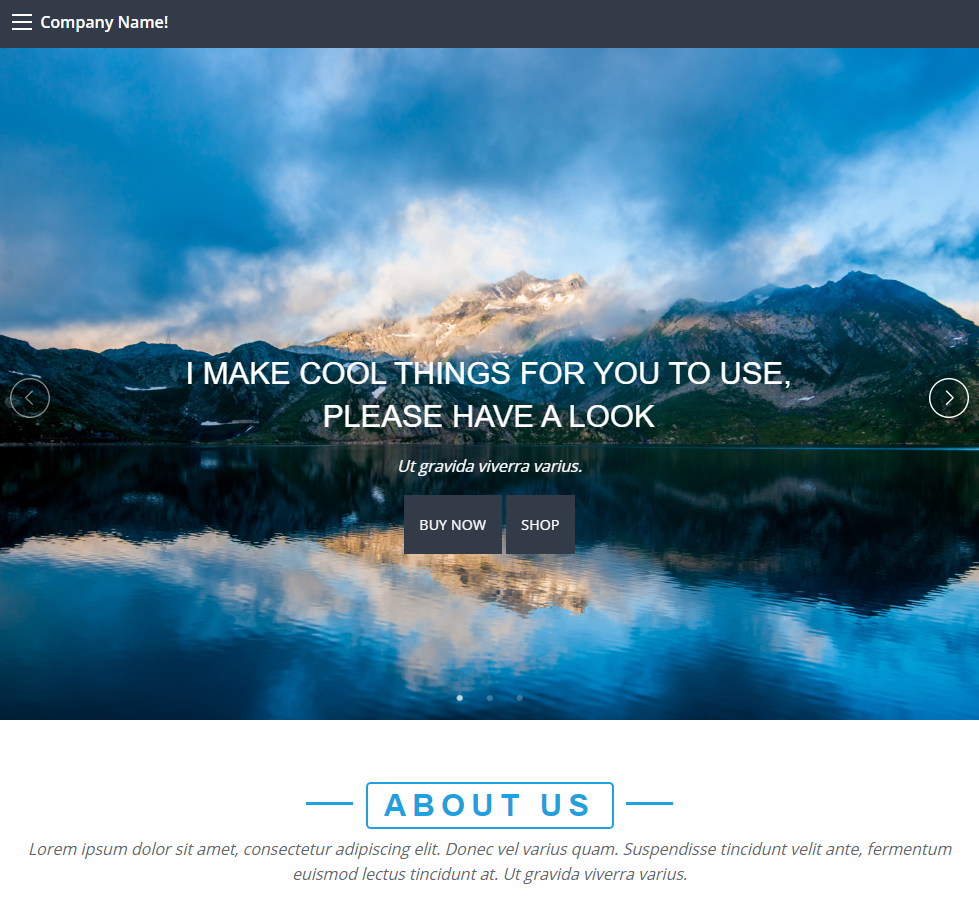 Company Name!
I MAKE COOL THINGS FOR YOU TO USE,
PLEASE HAVE A LOOK
Ut gravida viverra varius.
BUY NOW SHOP
ABOUT US
Lorem ipsum dolor sit amet, consectetur adipiscing elit. Donec vel varius quam. Suspendisse tincidunt velit ante, fermentum
euismod lectus tincidunt at. Ut gravida viverra varius.